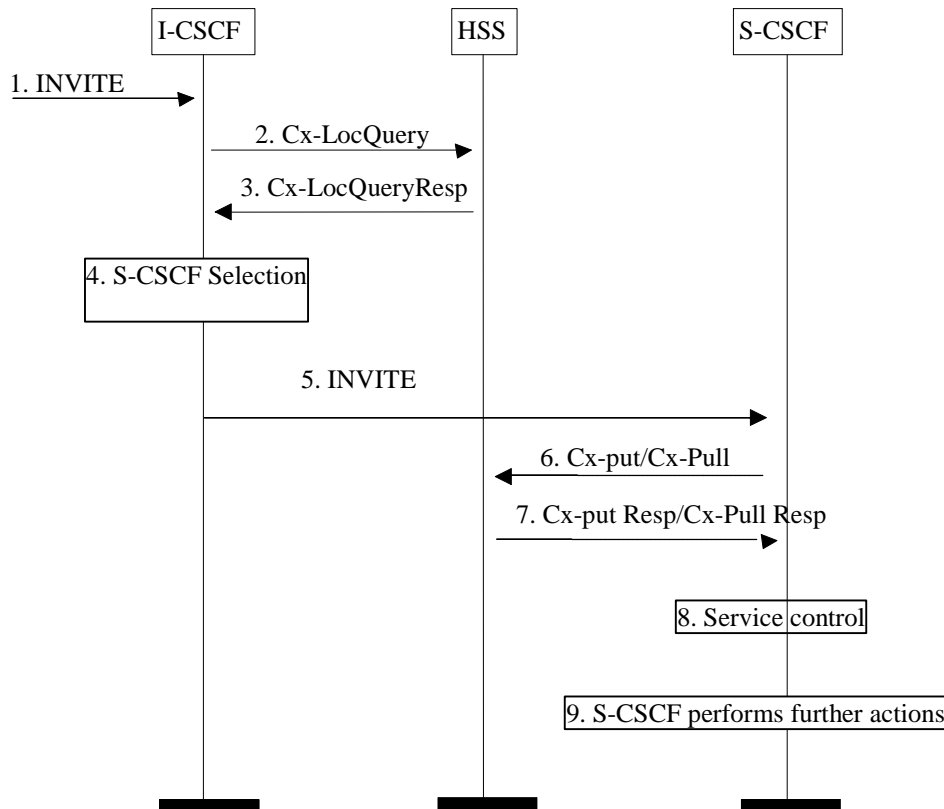 I-CSCF
HSS
S-CSCF
1. INVITE
2. Cx-LocQuery
3. Cx-LocQueryResp
4. S-CSCF Selection
5. INVITE
6. Cx-put/Cx-Pull
7. Cx-put Resp/Cx-Pull Resp
8. Service control
9. S-CSCF performs further actions